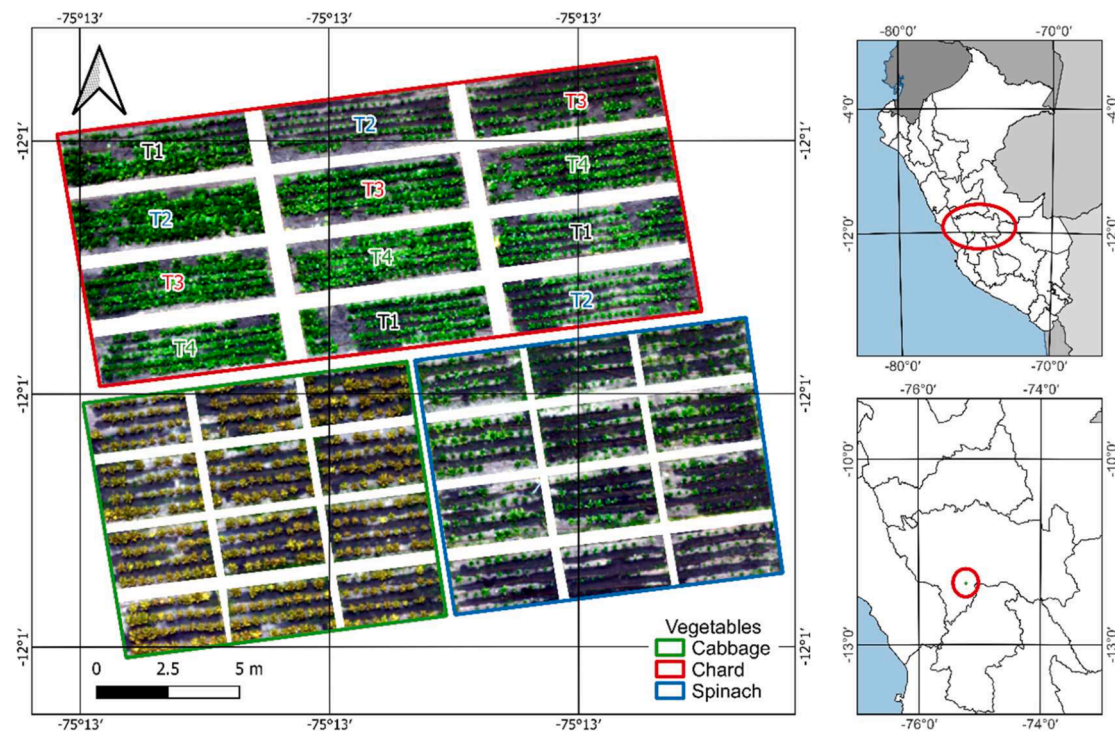 -75°13' -75°13' -75°13'
-12°1'
-12°1'
-12°1'
T1 T2 T3
T2 T3 T4
T3 T4 T1
T4 T1 T2
-12°1'
-12°1'
-12°1'
0 2.5 5 m
Vegetables
Cabbage
Chard
Spinach
-75°13' -75°13' -75°13'
-80°0' -70°0'
-4°0' -4°0'
-12°0' -12°0'
-80°0' -70°0'
-76°0' -74°0'
-10°0' -10°0'
-13°0' -13°0'
-76°0' -74°0'